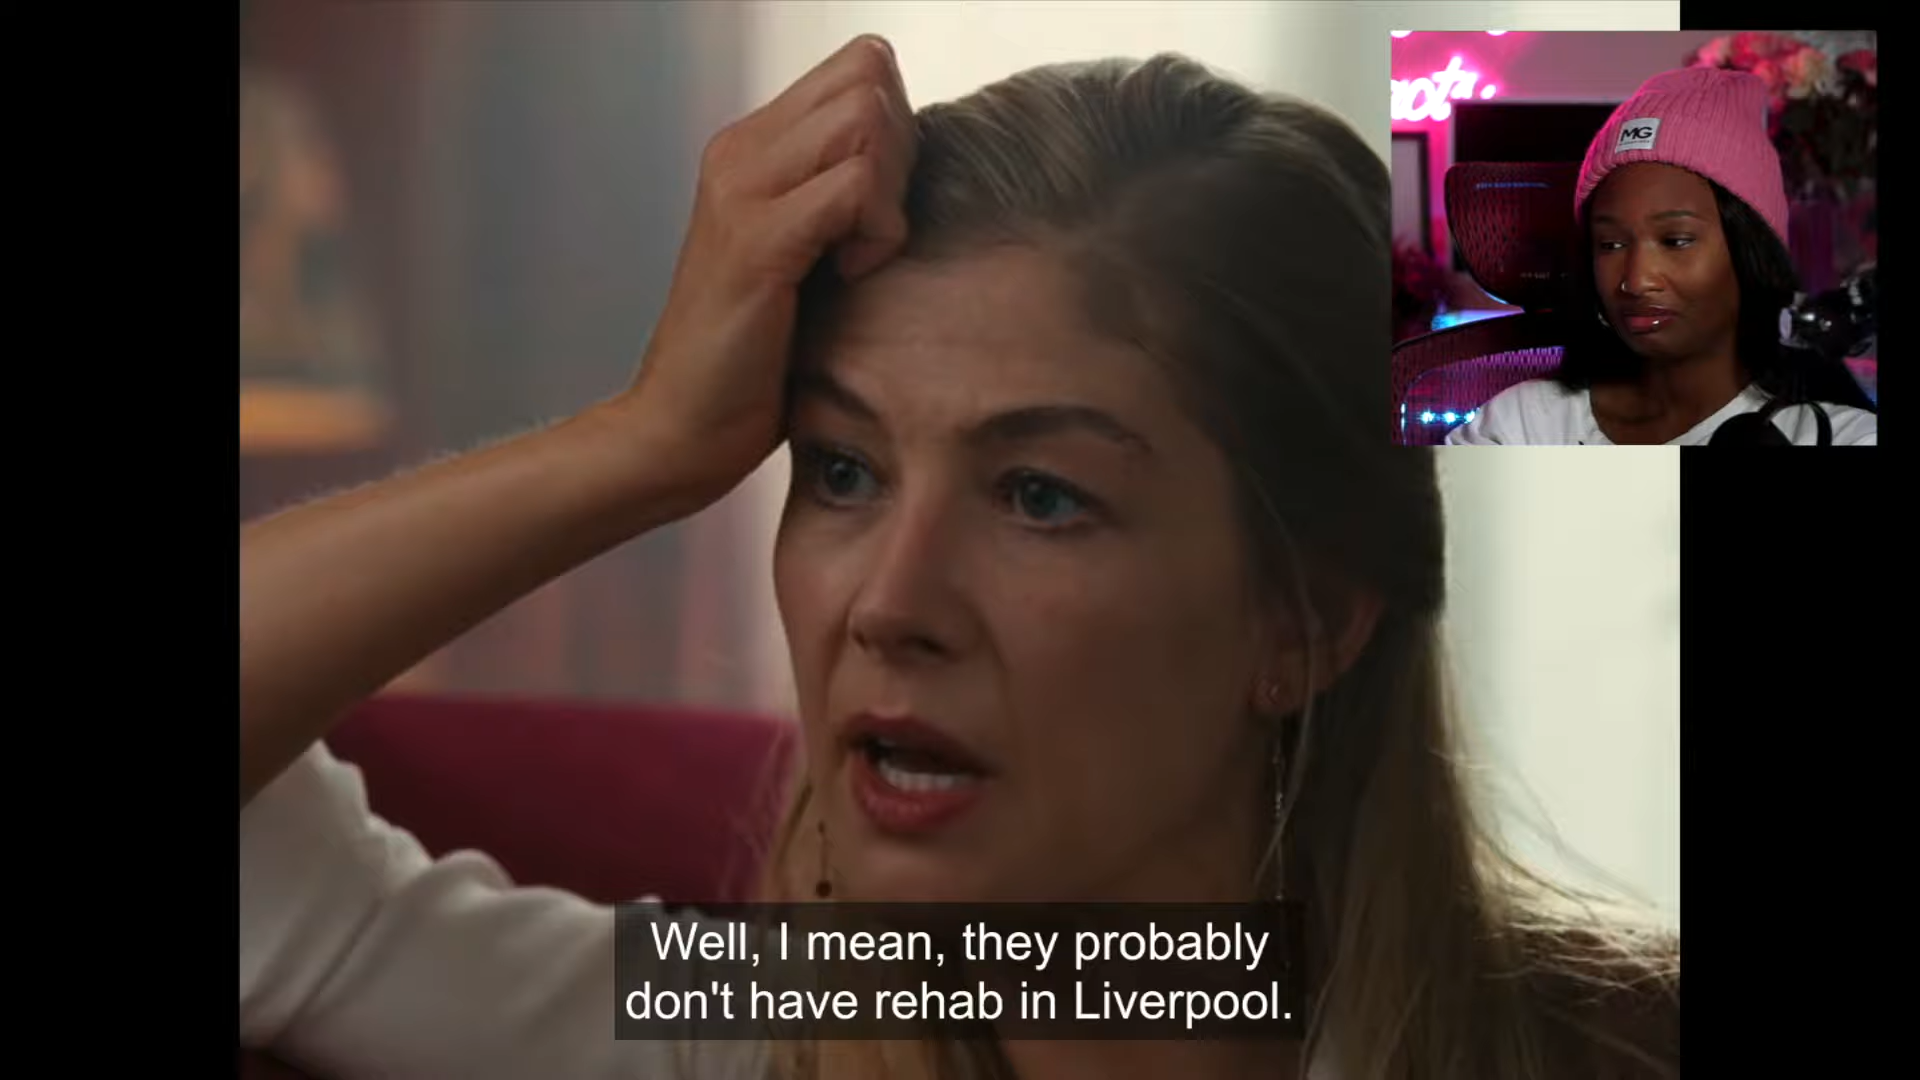 MG
Well, I mean, they probably
don't have rehab in Liverpool.